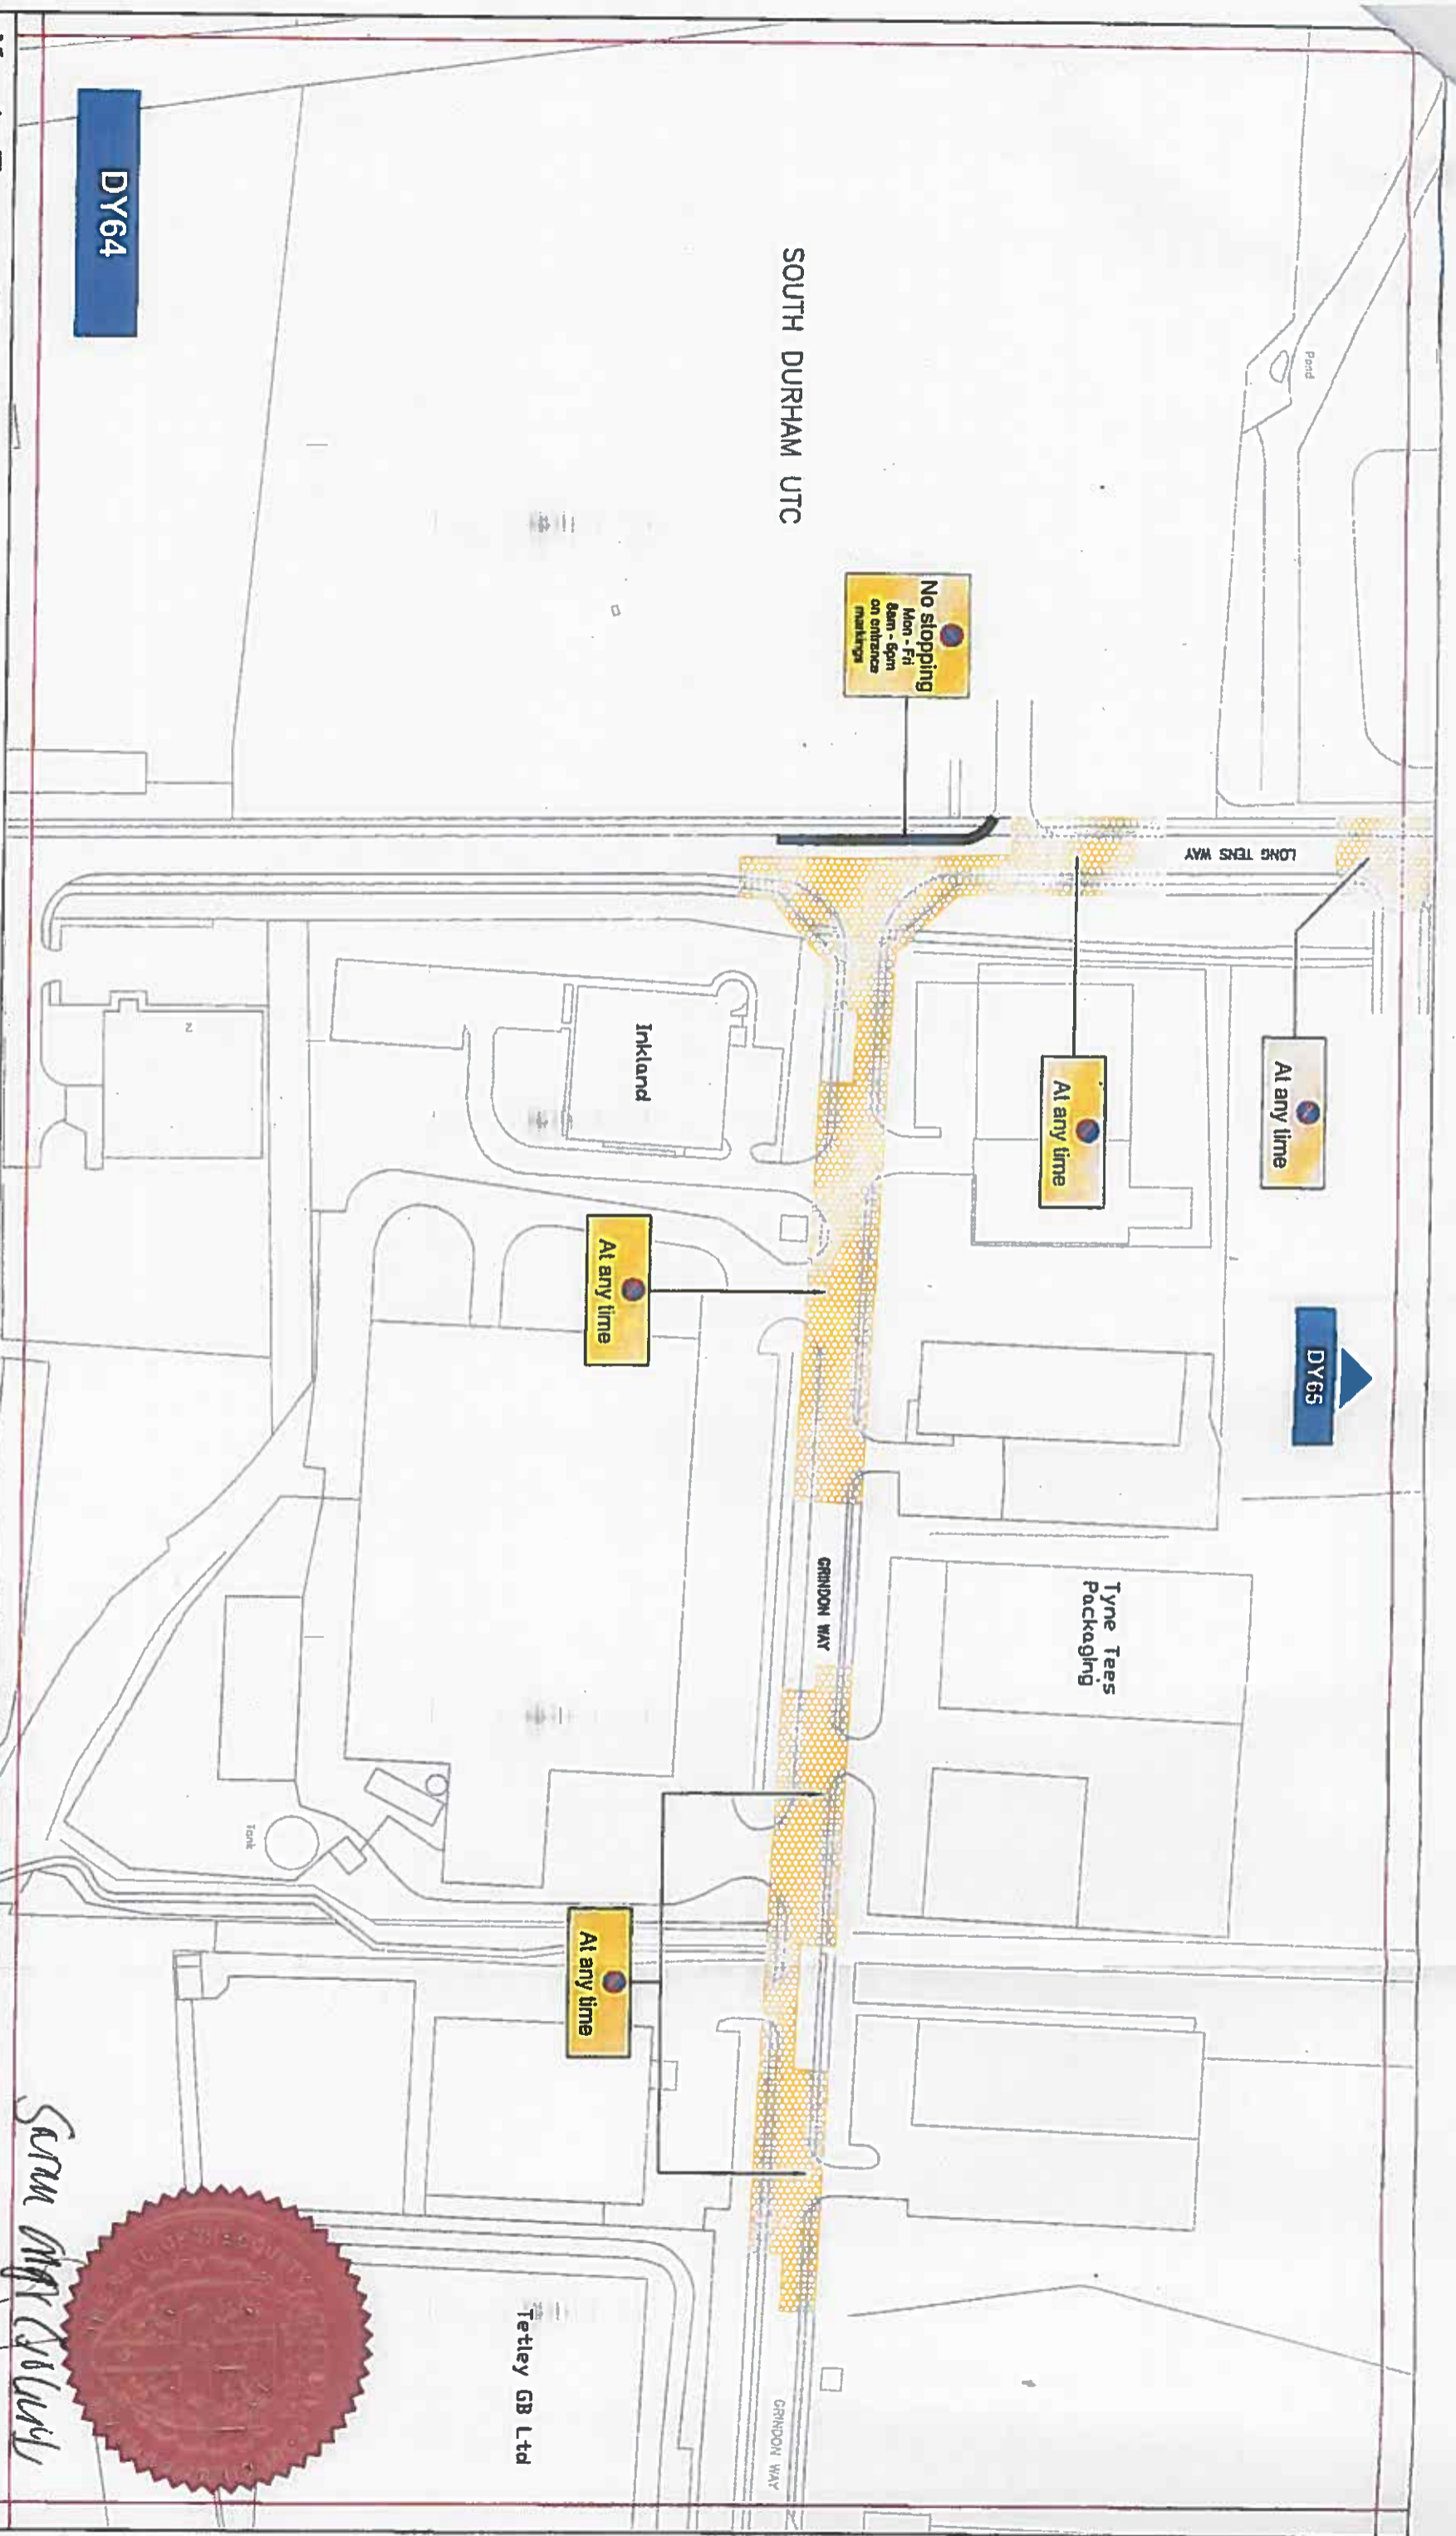 DY64
SOUTH DURHAM UTC
Pond
No stopping
Mon - Fri
8am - 6pm
on entrance
markings
LONG TENS WAY
At any time
At any time
DY65
Inkland
2
At any time
GRINDON WAY
Tyne Tees
Packaging
Tank
At any time
Tetley GB Ltd
GRINDON WAY